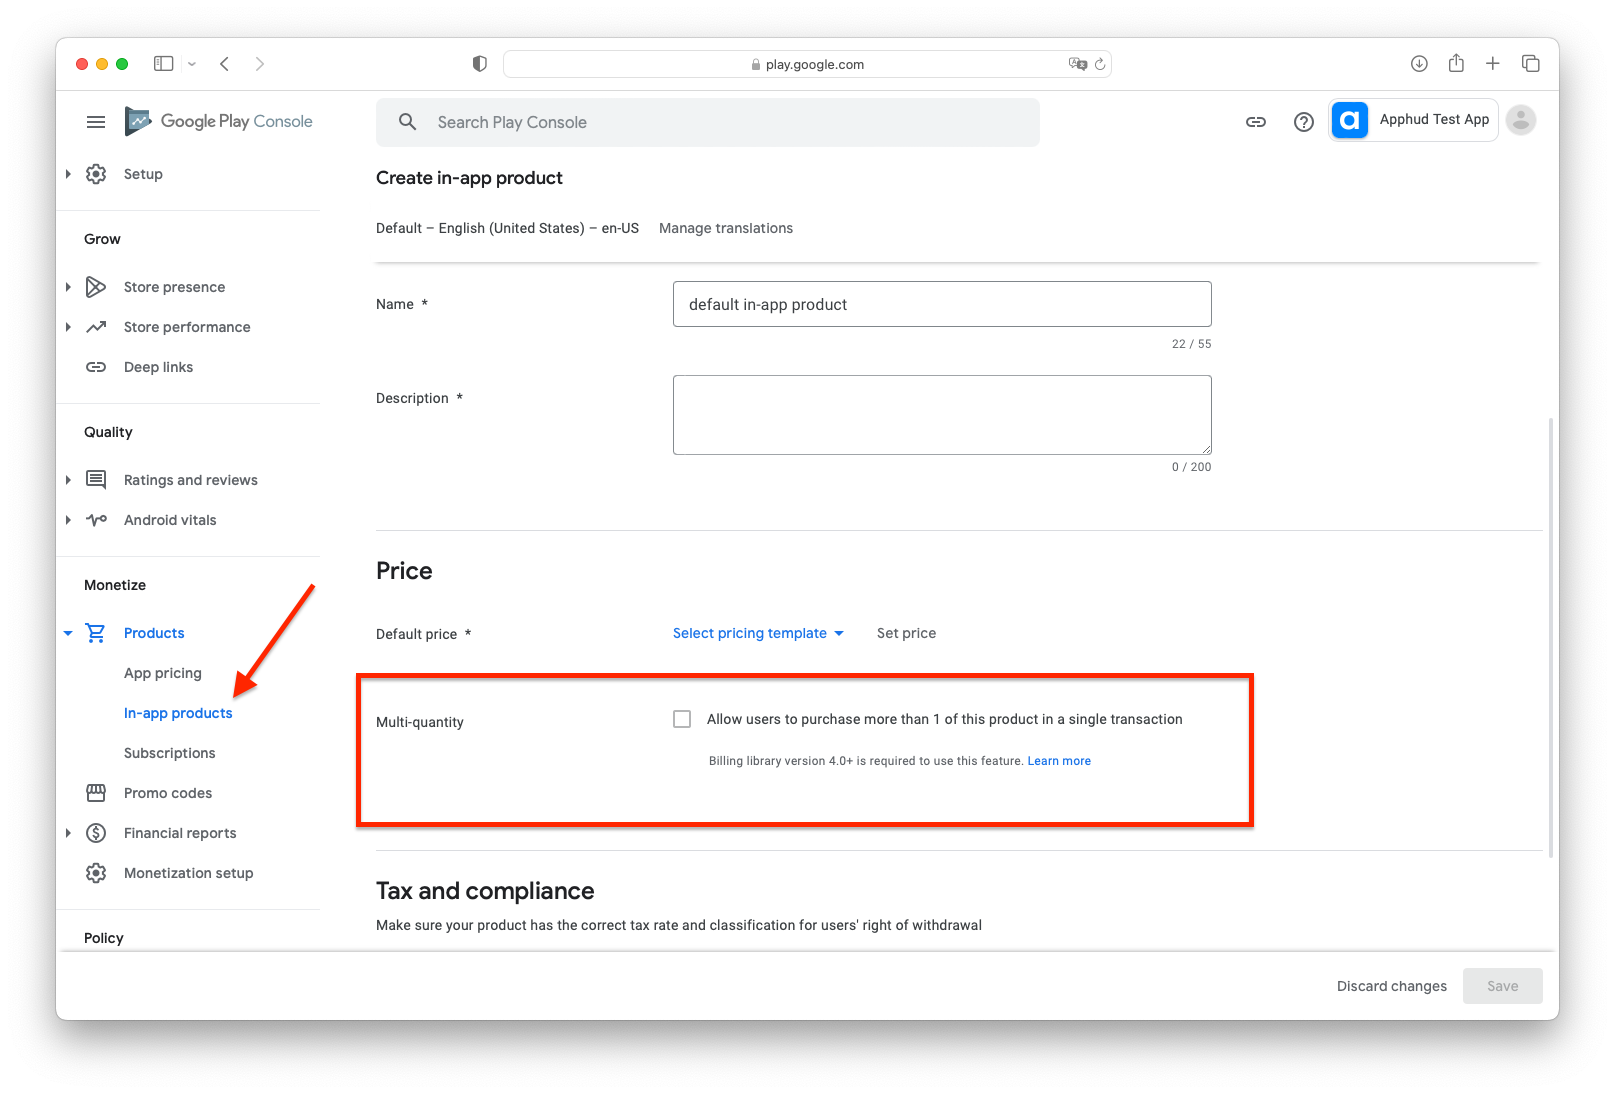 play.google.com
Google Play Console
Search Play Console
a
Apphud Test App
Setup
Grow
Store presence
Store performance
Deep links
Quality
Ratings and reviews
Android vitals
Monetize
Products
App pricing
In-app products
Subscriptions
Promo codes
Financial reports
Monetization setup
Policy
Create in-app product
Default – English (United States) – en-US Manage translations
Name *
default in-app product
22 / 55
Description *
0 / 200
Price
Default price *
Select pricing template Set price
Multi-quantity
Allow users to purchase more than 1 of this product in a single transaction
Billing library version 4.0+ is required to use this feature. Learn more
Tax and compliance
Make sure your product has the correct tax rate and classification for users' right of withdrawal
Discard changes Save